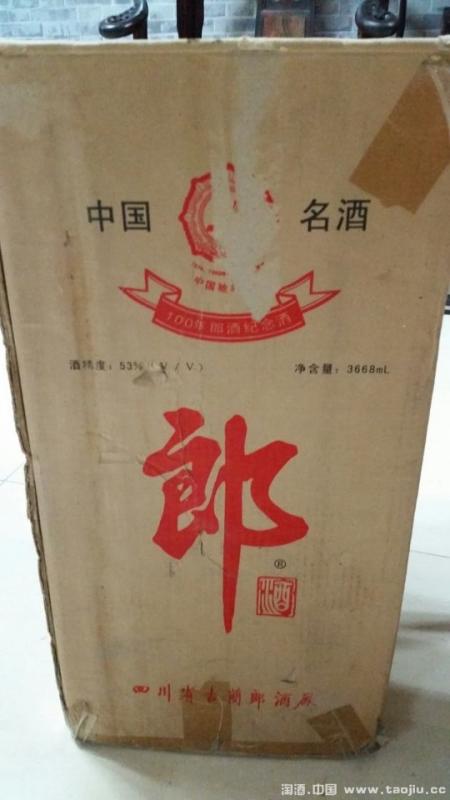 中国 名酒
100年郎酒纪念酒
酒精度：53%（V/V） 净含量：3668mL
郎
®
酒
四川省古蔺郎酒厂
淘酒.中国 www.taojiu.cc